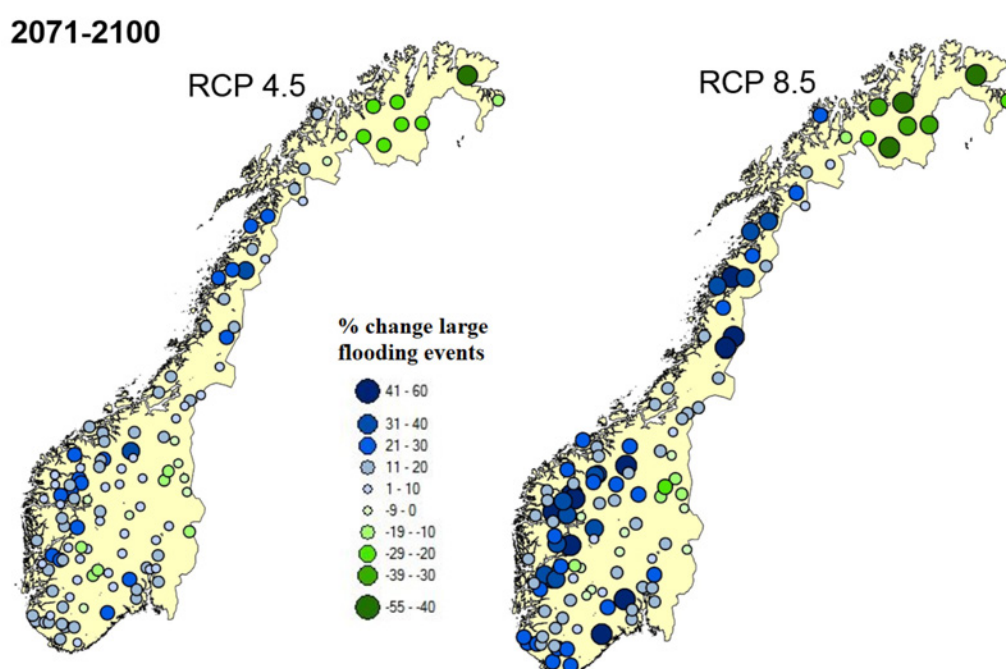 2071-2100
RCP 4.5
RCP 8.5
% change large
flooding events
41 - 60
31 - 40
21 - 30
11 - 20
1 - 10
-9 - 0
-19 - -10
-29 - -20
-39 - -30
-55 - -40